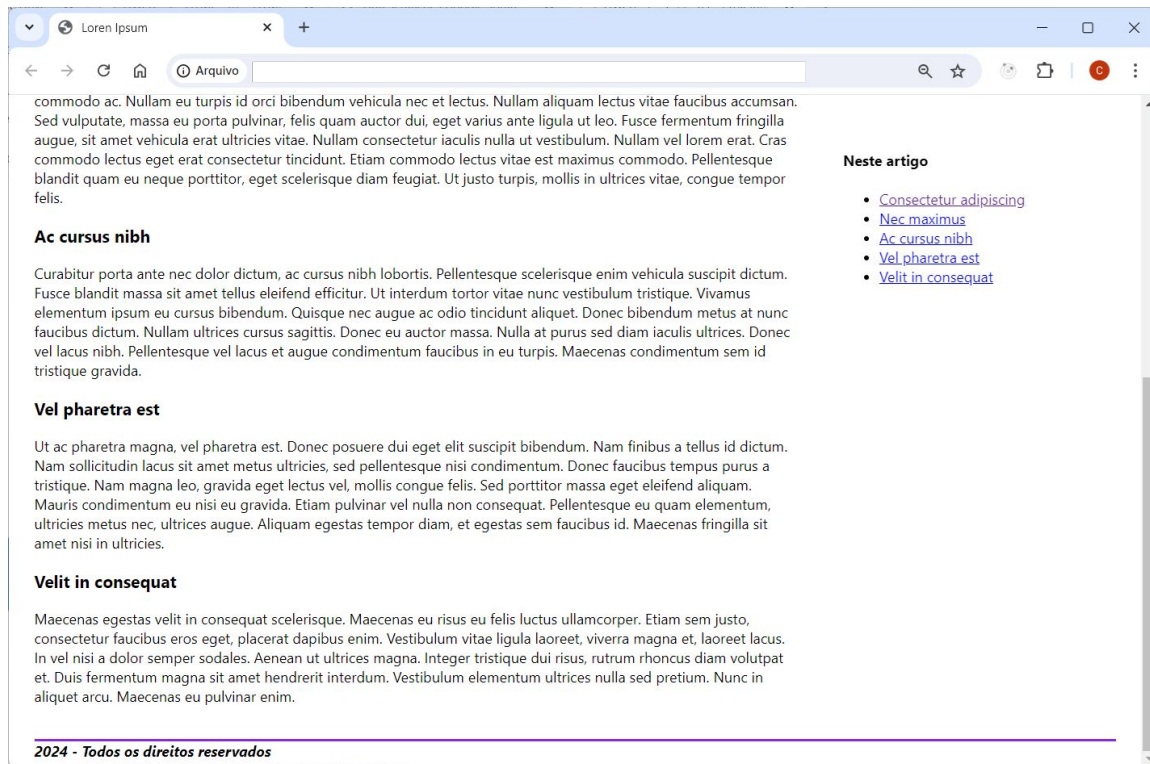 Loren Ipsum
Arquivo
C
commodo ac. Nullam eu turpis id orci bibendum vehicula nec et lectus. Nullam aliquam lectus vitae faucibus accumsan.
Sed vulputate, massa eu porta pulvinar, felis quam auctor dui, eget varius ante ligula ut leo. Fusce fermentum fringilla
augue, sit amet vehicula erat ultricies vitae. Nullam consectetur iaculis nulla ut vestibulum. Nullam vel lorem erat. Cras
commodo lectus eget erat consectetur tincidunt. Etiam commodo lectus vitae est maximus commodo. Pellentesque
blandit quam eu neque porttitor, eget scelerisque diam feugiat. Ut justo turpis, mollis in ultrices vitae, congue tempor
felis.
Ac cursus nibh
Curabitur porta ante nec dolor dictum, ac cursus nibh lobortis. Pellentesque scelerisque enim vehicula suscipit dictum.
Fusce blandit massa sit amet tellus eleifend efficitur. Ut interdum tortor vitae nunc vestibulum tristique. Vivamus
elementum ipsum eu cursus bibendum. Quisque nec augue ac odio tincidunt aliquet. Donec bibendum metus at nunc
faucibus dictum. Nullam ultrices cursus sagittis. Donec eu auctor massa. Nulla at purus sed diam iaculis ultrices. Donec
vel lacus nibh. Pellentesque vel lacus et augue condimentum faucibus in eu turpis. Maecenas condimentum sem id
tristique gravida.
Vel pharetra est
Ut ac pharetra magna, vel pharetra est. Donec posuere dui eget elit suscipit bibendum. Nam finibus a tellus id dictum.
Nam sollicitudin lacus sit amet metus ultricies, sed pellentesque nisi condimentum. Donec faucibus tempus purus a
tristique. Nam magna leo, gravida eget lectus vel, mollis congue felis. Sed porttitor massa eget eleifend aliquam.
Mauris condimentum eu nisi eu gravida. Etiam pulvinar vel nulla non consequat. Pellentesque eu quam elementum,
ultricies metus nec, ultrices augue. Aliquam egestas tempor diam, et egestas sem faucibus id. Maecenas fringilla sit
amet nisi in ultricies.
Velit in consequat
Maecenas egestas velit in consequat scelerisque. Maecenas eu risus eu felis luctus ullamcorper. Etiam sem justo,
consectetur faucibus eros eget, placerat dapibus enim. Vestibulum vitae ligula laoreet, viverra magna et, laoreet lacus.
In vel nisi a dolor semper sodales. Aenean ut ultrices magna. Integer tristique dui risus, rutrum rhoncus diam volutpat
et. Duis fermentum magna sit amet hendrerit interdum. Vestibulum elementum ultrices nulla sed pretium. Nunc in
aliquet arcu. Maecenas eu pulvinar enim.
Neste artigo
Consectetur adipiscing
Nec maximus
Ac cursus nibh
Vel pharetra est
Velit in consequat
2024 - Todos os direitos reservados